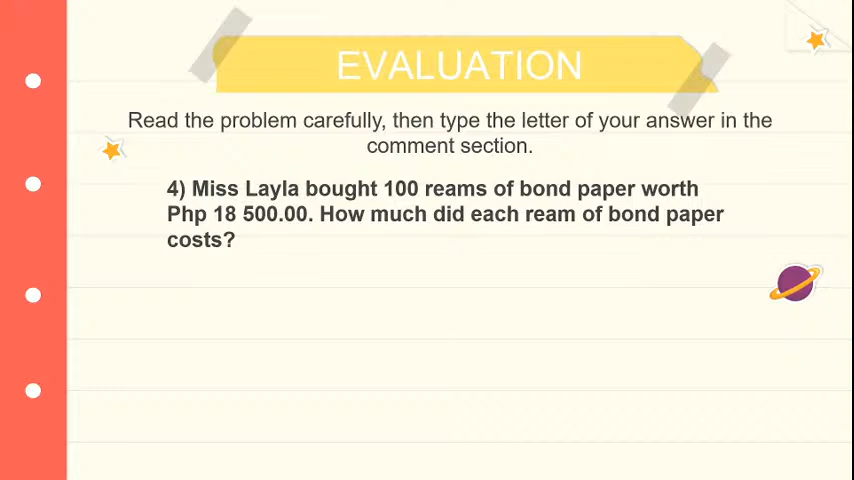 EVALUATION
Read the problem carefully, then type the letter of your answer in the
comment section.
4) Miss Layla bought 100 reams of bond paper worth
Php 18 500.00. How much did each ream of bond paper
costs?